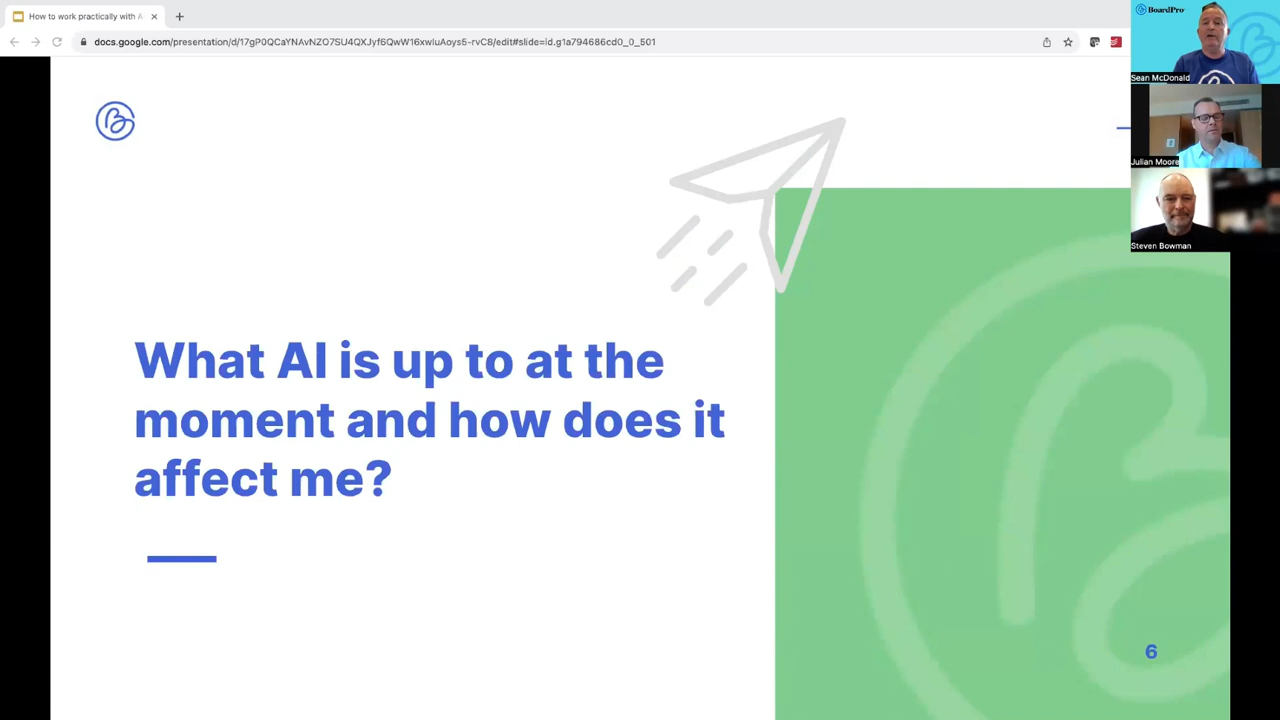 How to work practically with A
docs.google.com/presentation/d/17gP0QCaYNAvNZO7SU4QXJyf6QwW16xwluAoys5-rvC8/edit#slide=id.g1a794686cd0_0_501
BoardPro
Sean McDonald
Julian Moore
Steven Bowman
What AI is up to at the
moment and how does it
affect me?
6